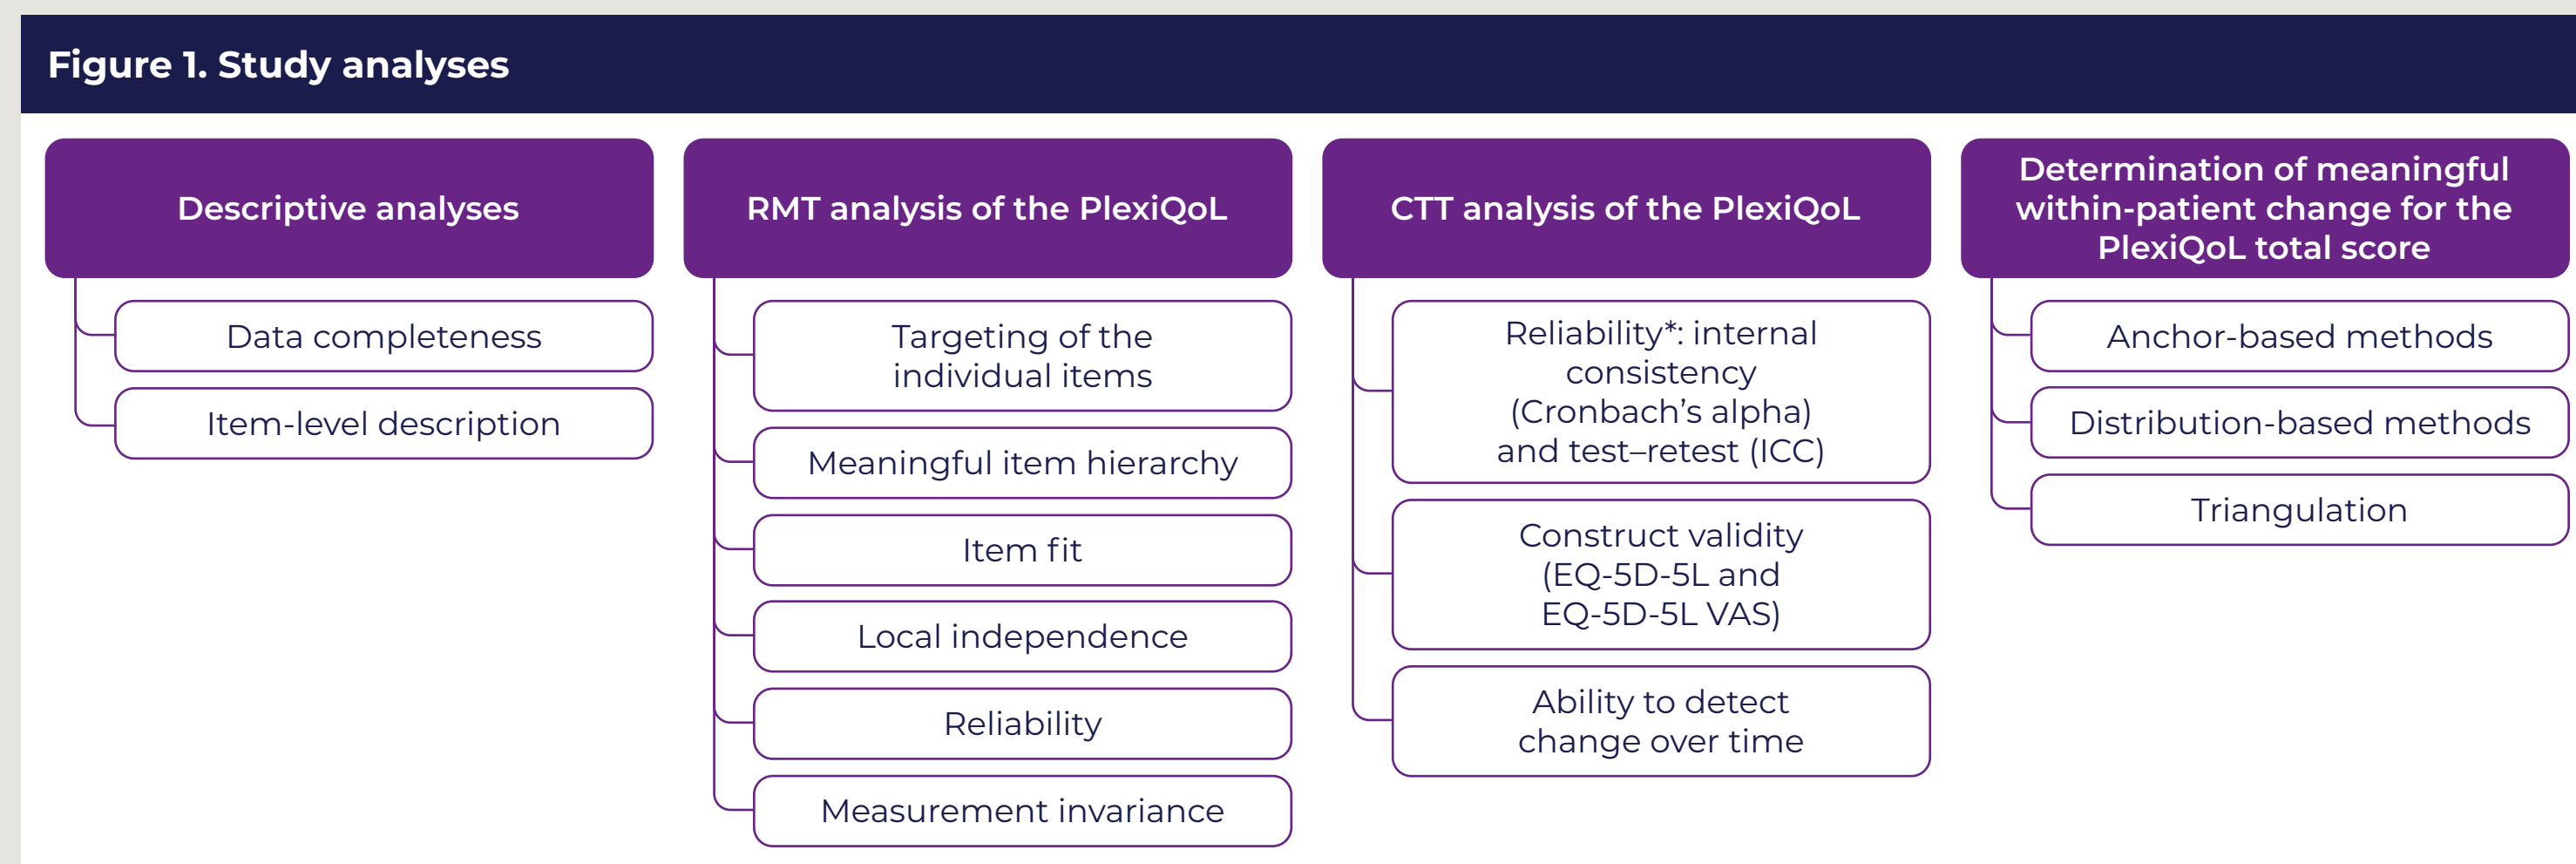 Figure 1. Study analyses
Descriptive analyses
Data completeness
Item-level description
RMT analysis of the PlexiQoL
Targeting of the
individual items
Meaningful item hierarchy
Item fit
Local independence
Reliability
Measurement invariance
CTT analysis of the PlexiQoL
Reliability*: internal
consistency
(Cronbach’s alpha)
and test–retest (ICC)
Construct validity
(EQ-5D-5L and
EQ-5D-5L VAS)
Ability to detect
change over time
Determination of meaningful
within-patient change for the
PlexiQoL total score
Anchor-based methods
Distribution-based methods
Triangulation